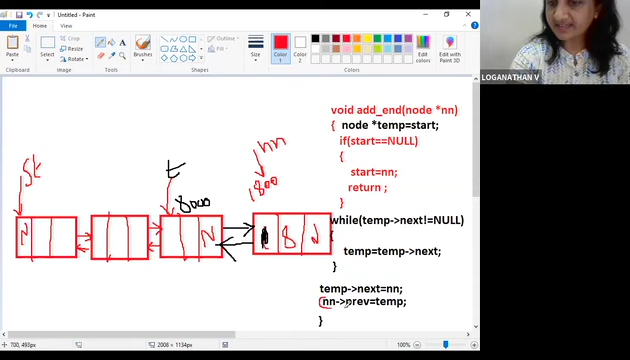 Untitled - Paint
File Home View
Paste
Select
Crop
Resize
Rotate
Brushes
Outline
Fill
Size
Color 1
Color 2
Edit colors
Edit with Paint 3D
Clipboard
Image
Tools
Shapes
Colors
LOGANATHAN V
void add_end(node *nn)
{ node *temp=start;
if(start==NULL)
{
start=nn;
return ;
}
while(temp->next!=NULL)
{
temp=temp->next;
}
temp->next=nn;
nn->prev=temp;
}
St
t
8000
nn
1800
N
N
8
700, 493px
2008 × 1134px
100%